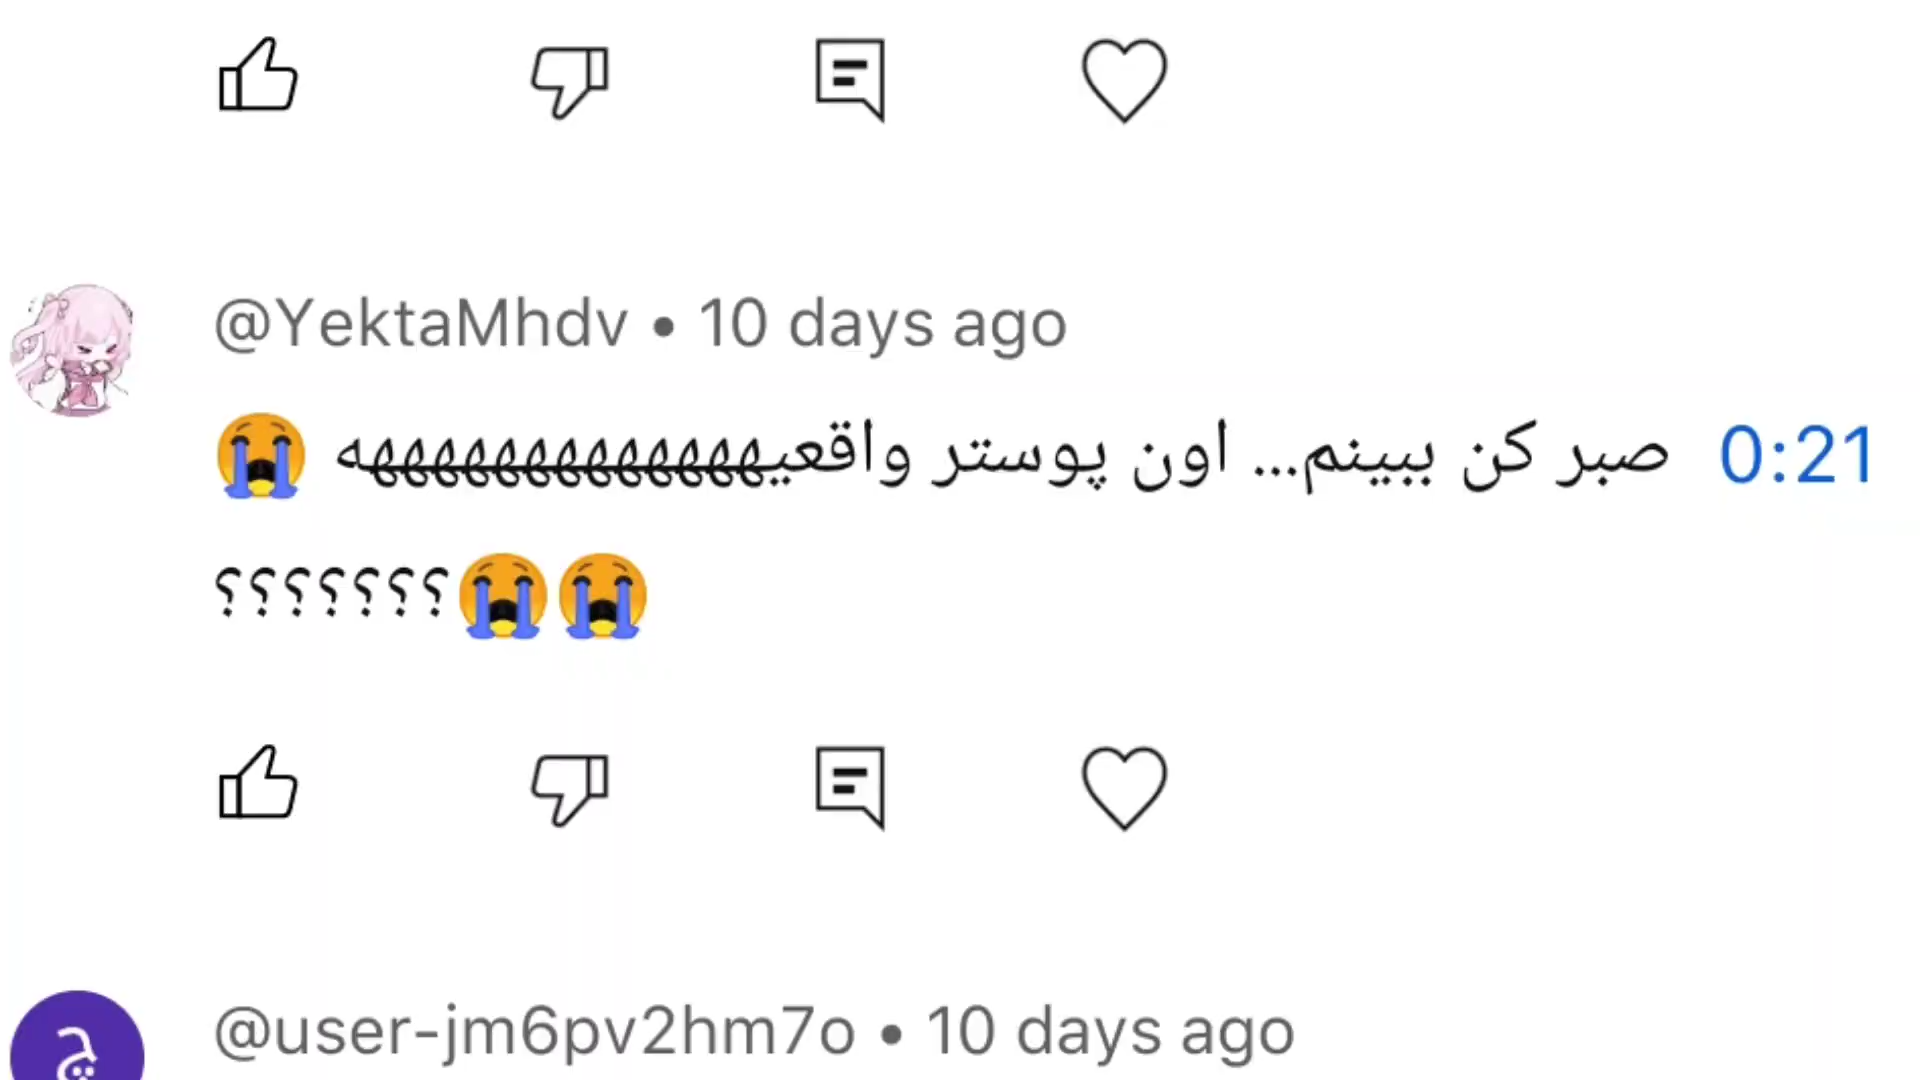 @YektaMhdv • 10 days ago
0:21 صبر کن ببینم... اون پوستر واقعیههههههههههههههه 😭
😭😭؟؟؟؟؟؟؟
@user-jm6pv2hm7o • 10 days ago
چ